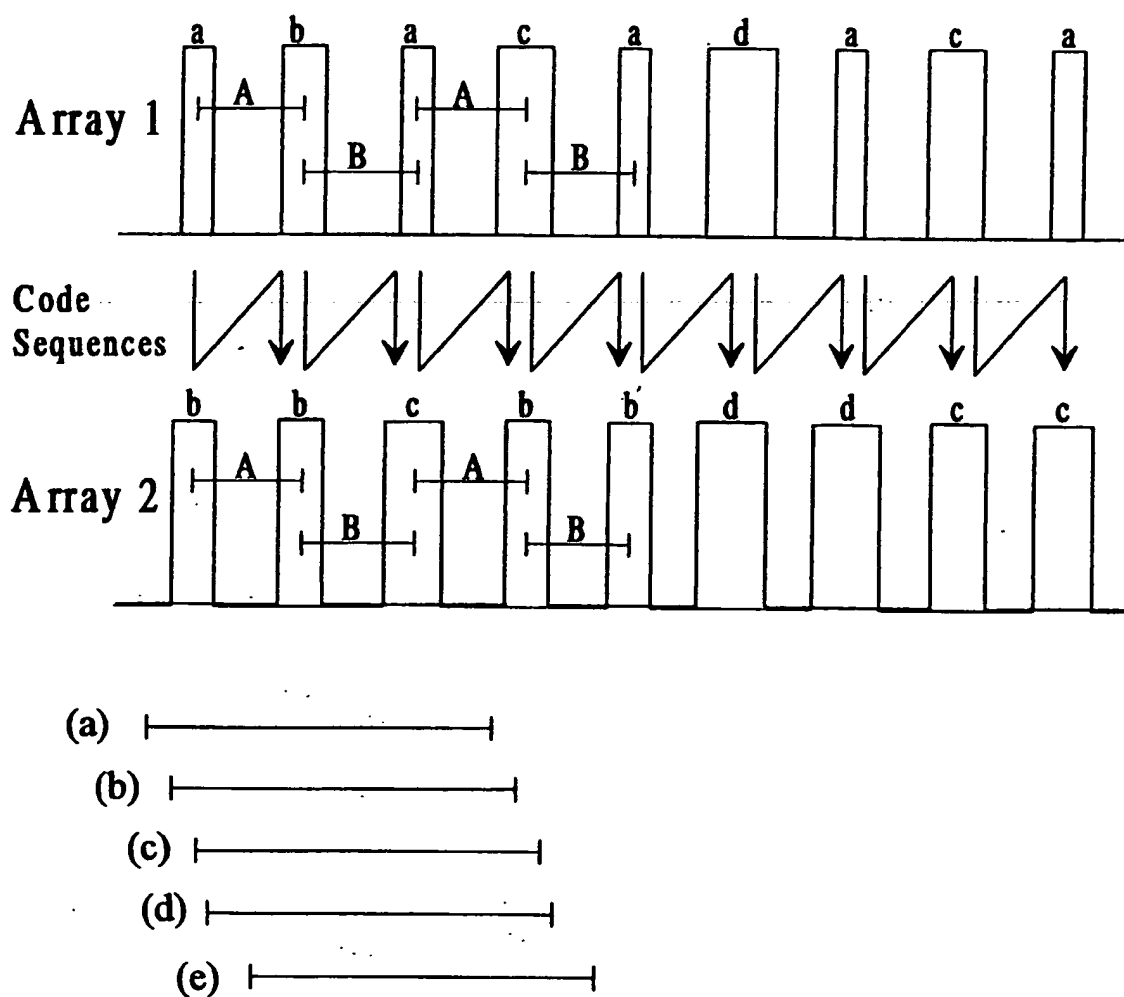 a b a c a d a c a
A A
Array 1
B B
Code
Sequences
b b c b b' d d c c
A A
Array 2
B B
(a)
(b)
(c)
(d)
(e)